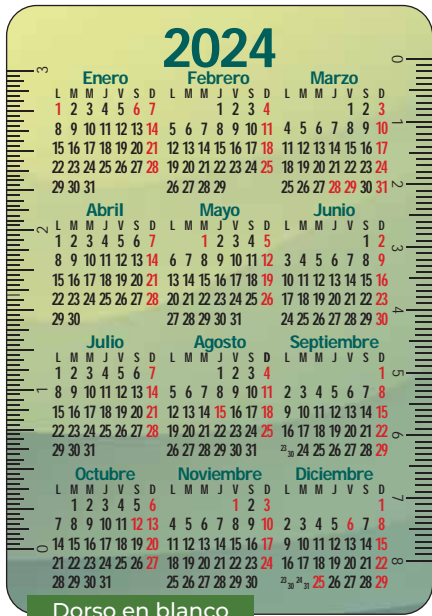 2024
Enero Febrero Marzo
L M M J V S D L M M J V S D L M M J V S D
1 2 3 4 5 6 7 1 2 3 4 1 2 3
8 9 10 11 12 13 14 5 6 7 8 9 10 11 4 5 6 7 8 9 10
15 16 17 18 19 20 21 12 13 14 15 16 17 18 11 12 13 14 15 16 17
22 23 24 25 26 27 28 19 20 21 22 23 24 25 18 19 20 21 22 23 24
29 30 31 26 27 28 29 25 26 27 28 29 30 31
Abril Mayo Junio
L M M J V S D L M M J V S D L M M J V S D
1 2 3 4 5 6 7 1 2 3 4 5 1 2
8 9 10 11 12 13 14 6 7 8 9 10 11 12 3 4 5 6 7 8 9
15 16 17 18 19 20 21 13 14 15 16 17 18 19 10 11 12 13 14 15 16
22 23 24 25 26 27 28 20 21 22 23 24 25 26 17 18 19 20 21 22 23
29 30 27 28 29 30 31 24 25 26 27 28 29 30
Julio Agosto Septiembre
L M M J V S D L M M J V S D L M M J V S D
1 2 3 4 5 6 7 1 2 3 4 1
8 9 10 11 12 13 14 5 6 7 8 9 10 11 2 3 4 5 6 7 8
15 16 17 18 19 20 21 12 13 14 15 16 17 18 9 10 11 12 13 14 15
22 23 24 25 26 27 28 19 20 21 22 23 24 25 16 17 18 19 20 21 22
29 30 31 26 27 28 29 30 31 23 30 24 25 26 27 28 29
Octubre Noviembre Diciembre
L M M J V S D L M M J V S D L M M J V S D
1 2 3 4 5 6 1 2 3 1
7 8 9 10 11 12 13 4 5 6 7 8 9 10 2 3 4 5 6 7 8
14 15 16 17 18 19 20 11 12 13 14 15 16 17 9 10 11 12 13 14 15
21 22 23 24 25 26 27 18 19 20 21 22 23 24 16 17 18 19 20 21 22
28 29 30 31 25 26 27 28 29 30 23 30 24 31 25 26 27 28 29
3
2
1
0
0
1
2
3
4
5
6
7
8
Dorso en blanco